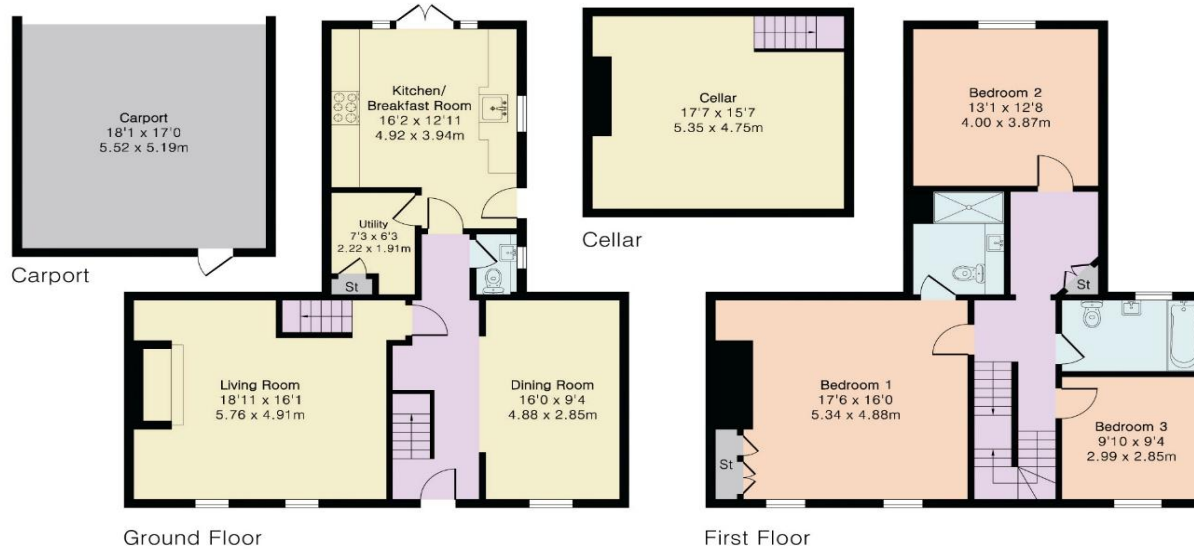 Carport
18'1 x 17'0
5.52 x 5.19m
Carport
Kitchen/
Breakfast Room
16'2 x 12'11
4.92 x 3.94m
Utility
7'3 x 6'3
2.22 x 1.91m
St
Living Room
18'11 x 16'1
5.76 x 4.91m
Dining Room
16'0 x 9'4
4.88 x 2.85m
Ground Floor
Cellar
17'7 x 15'7
5.35 x 4.75m
Cellar
Bedroom 2
13'1 x 12'8
4.00 x 3.87m
St
Bedroom 1
17'6 x 16'0
5.34 x 4.88m
St
Bedroom 3
9'10 x 9'4
2.99 x 2.85m
First Floor